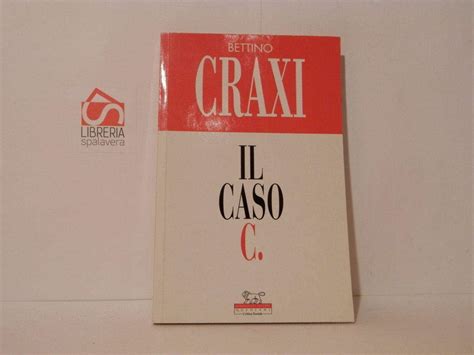 BETTINO
CRAXI
IL
CASO
C.
LIBRERIA
spalavera